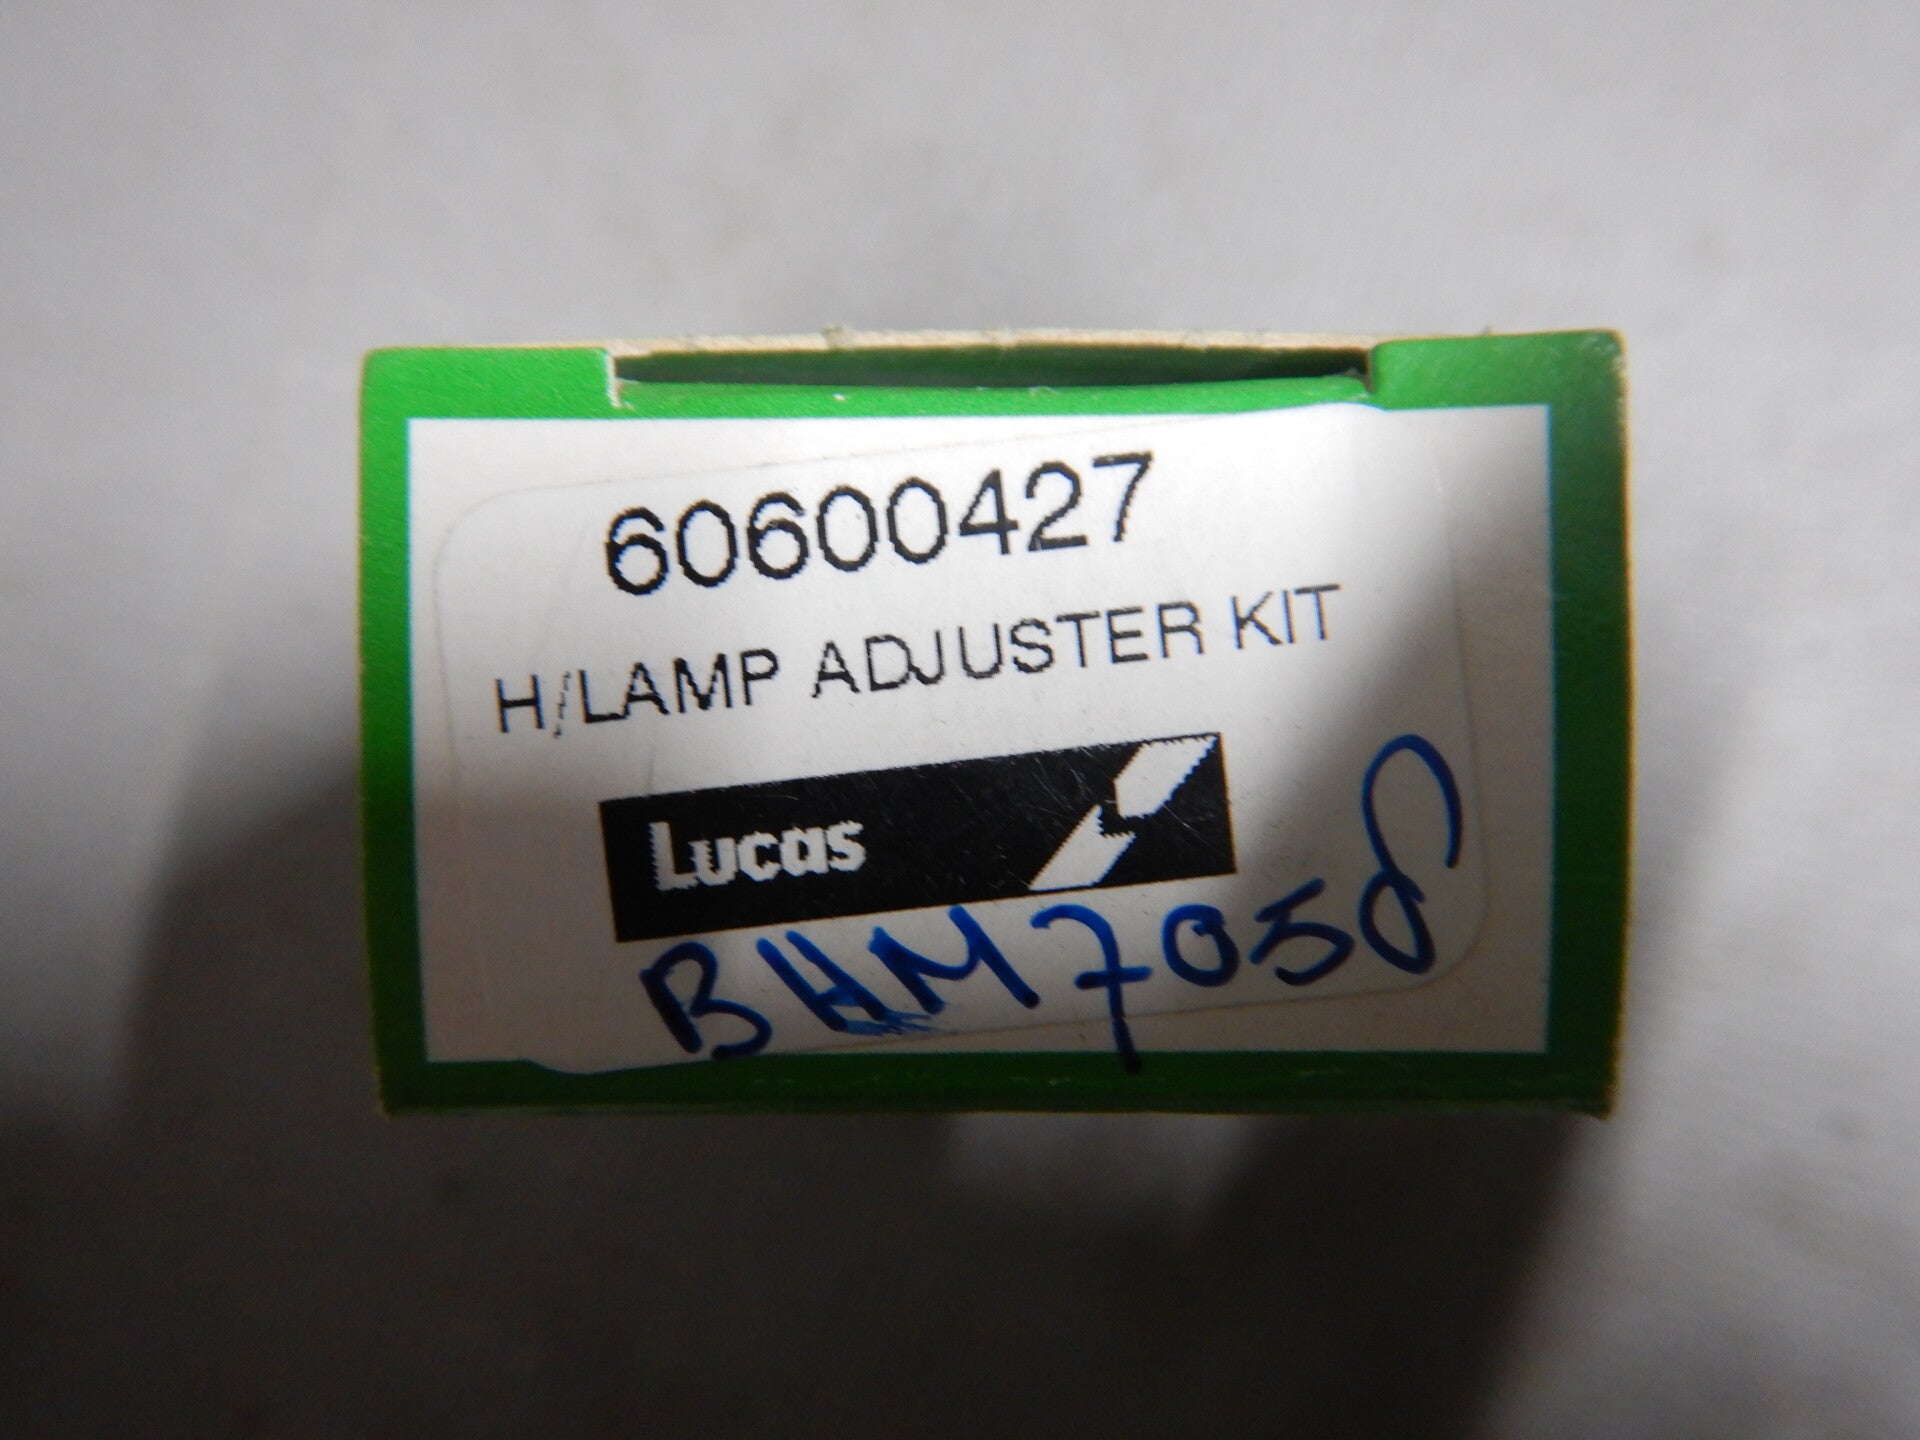 60600427
H/LAMP ADJUSTER KIT
Lucas
BHM7058